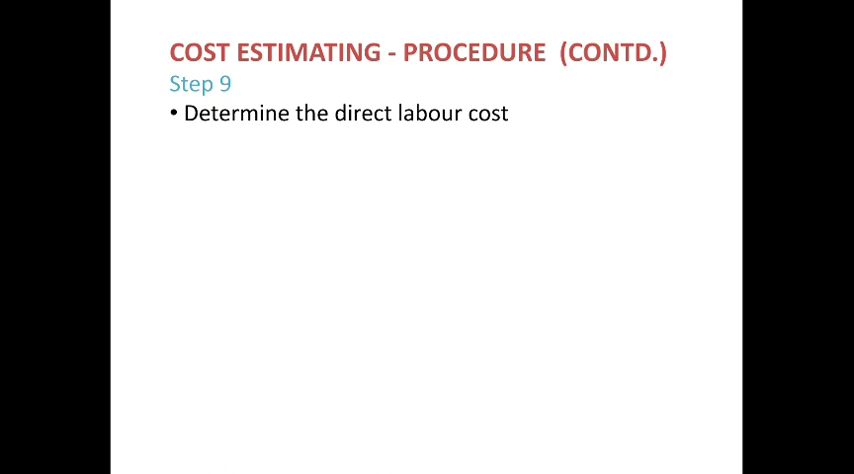 COST ESTIMATING - PROCEDURE (CONTD.)
Step 9
• Determine the direct labour cost